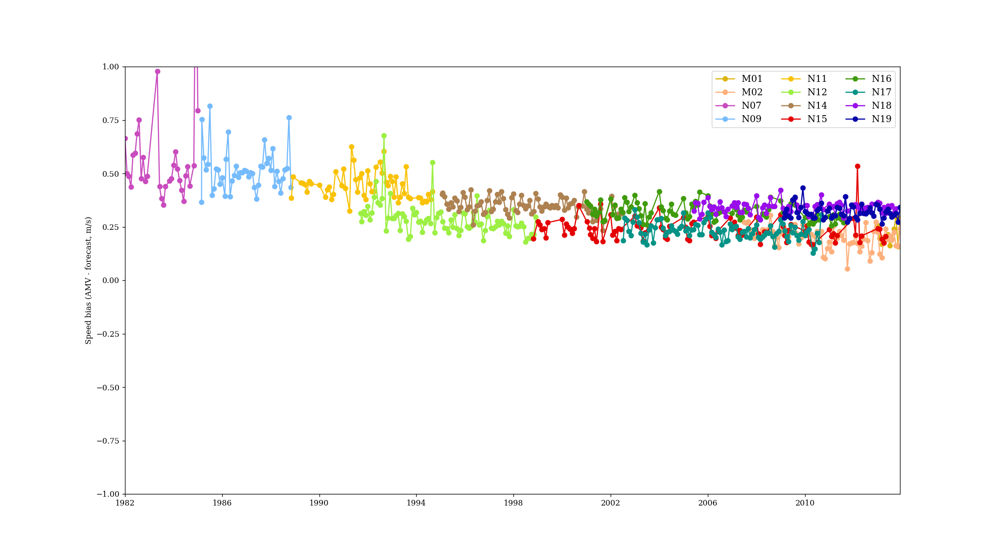 1.00
0.75
0.50
0.25
0.00
−0.25
−0.50
−0.75
−1.00
Speed bias (AMV - forecast, m/s)
1982 1986 1990 1994 1998 2002 2006 2010
M01 N11 N16
M02 N12 N17
N07 N14 N18
N09 N15 N19